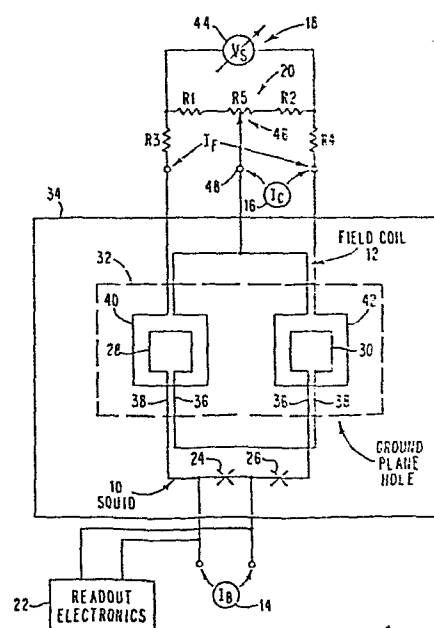 44
18
VS
20
R1
R5
R2
R3
46
R4
IF
48
IC
16
34
FIELD COIL
12
32
40
42
28
30
38
36
36
38
24
26
GROUND
PLANE
HOLE
10
SQUID
22
READOUT
ELECTRONICS
IB
14